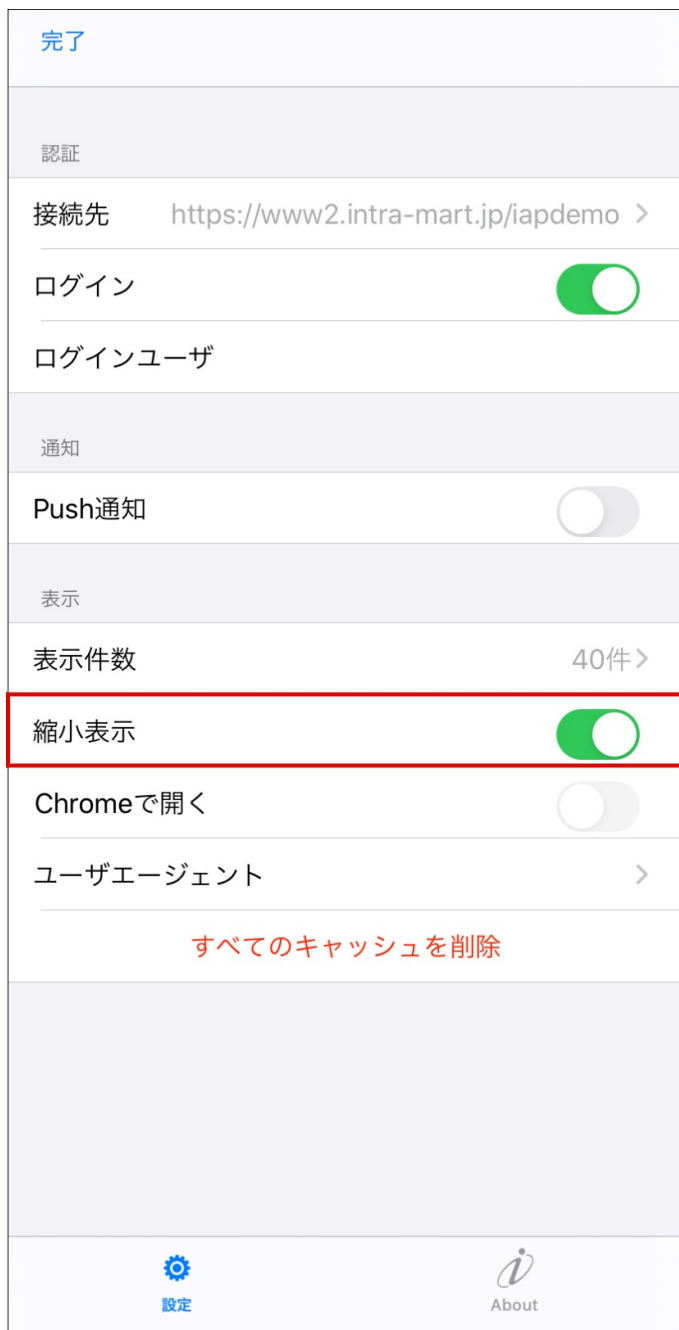 完了
認証
接続先 https://www2.intra-mart.jp/iapdemo
ログイン
ログインユーザ
通知
Push通知
表示
表示件数 40件
縮小表示
Chromeで開く
ユーザエージェント
すべてのキャッシュを削除
設定 About